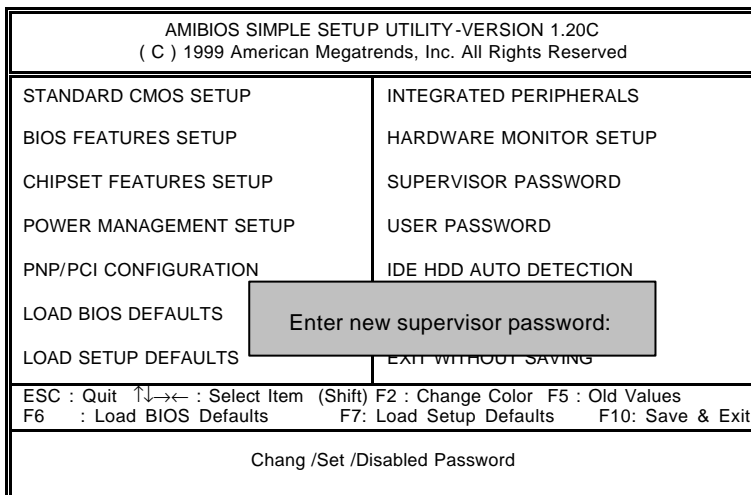 AMIBIOS SIMPLE SETUP UTILITY-VERSION 1.20C
( C ) 1999 American Megatrends, Inc. All Rights Reserved
STANDARD CMOS SETUP
BIOS FEATURES SETUP
CHIPSET FEATURES SETUP
POWER MANAGEMENT SETUP
PNP/PCI CONFIGURATION
LOAD BIOS DEFAULTS
LOAD SETUP DEFAULTS
INTEGRATED PERIPHERALS
HARDWARE MONITOR SETUP
SUPERVISOR PASSWORD
USER PASSWORD
IDE HDD AUTO DETECTION
EXIT WITHOUT SAVING
Enter new supervisor password:
ESC : Quit ↑↓→← : Select Item (Shift) F2 : Change Color F5 : Old Values
F6 : Load BIOS Defaults F7: Load Setup Defaults F10: Save & Exit
Chang /Set /Disabled Password